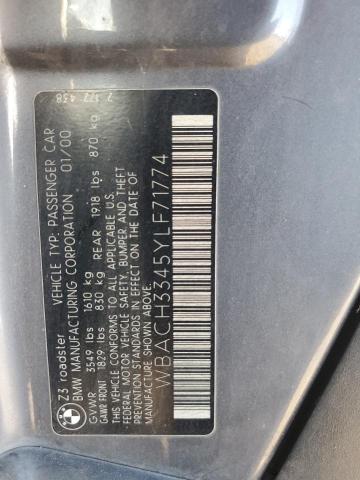 7 177 438
Z3 roadster VEHICLE TYP: PASSENGER CAR
BMW MANUFACTURING CORPORATION 01/00
GVWR 3549 lbs 1610 kg
GAWR FRONT 1829 lbs 830 kg REAR 1918 lbs 870 kg
THIS VEHICLE CONFORMS TO ALL APPLICABLE U.S.
FEDERAL MOTOR VEHICLE SAFETY, BUMPER AND THEFT
PREVENTION STANDARDS IN EFFECT ON THE DATE OF
MANUFACTURE SHOWN ABOVE.
WBACH3345YLF71774